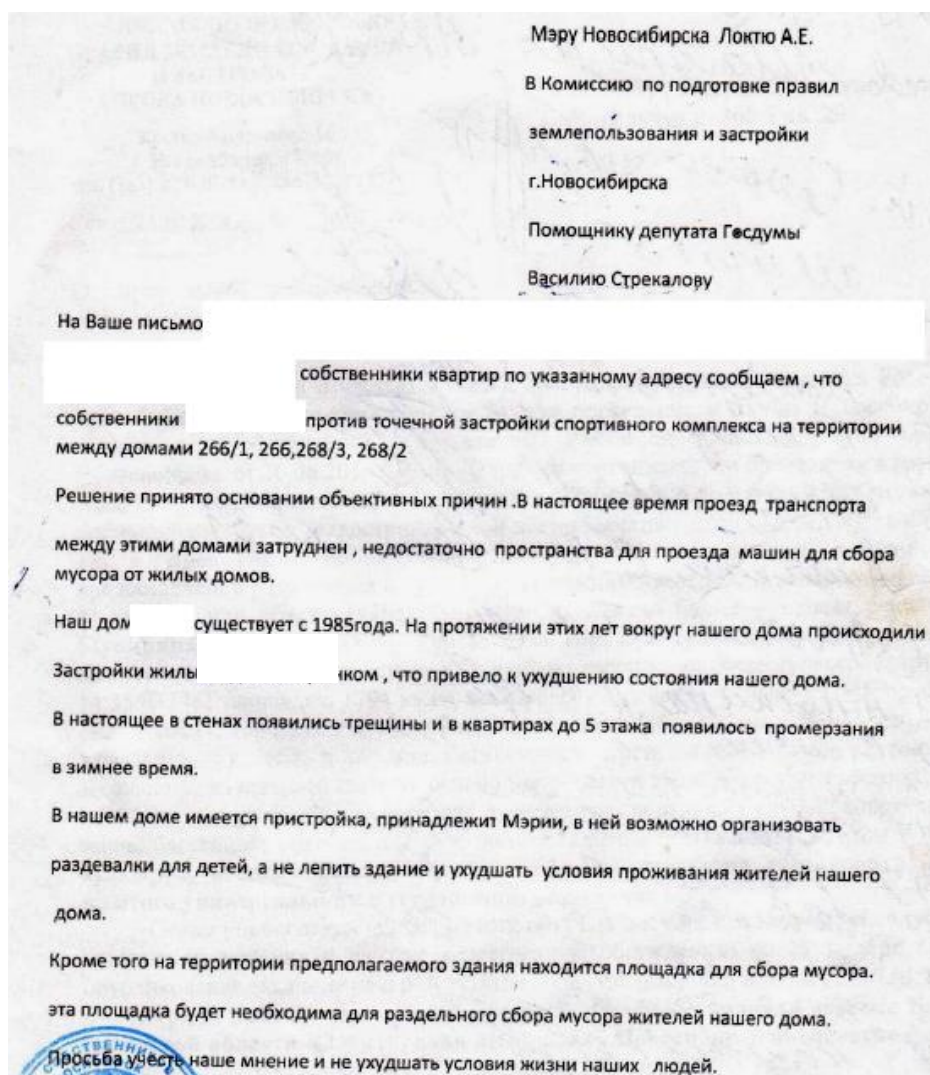 Мэру Новосибирска Локтю А.Е.
В Комиссию по подготовке правил
землепользования и застройки
г.Новосибирска
Помощнику депутата Госдумы
Василию Стрекалову
На Ваше письмо
собственники квартир по указанному адресу сообщаем , что
собственники против точечной застройки спортивного комплекса на территории
между домами 266/1, 266,268/3, 268/2
Решение принято основании объективных причин .В настоящее время проезд транспорта
между этими домами затруднен , недостаточно пространства для проезда машин для сбора
мусора от жилых домов.
Наш дом существует с 1985года. На протяжении этих лет вокруг нашего дома происходили
Застройки жилы нком , что привело к ухудшению состояния нашего дома.
В настоящее в стенах появились трещины и в квартирах до 5 этажа появилось промерзания
в зимнее время.
В нашем доме имеется пристройка, принадлежит Мэрии, в ней возможно организовать
раздевалки для детей, а не лепить здание и ухудшать условия проживания жителей нашего
дома.
Кроме того на территории предполагаемого здания находится площадка для сбора мусора.
эта площадка будет необходима для раздельного сбора мусора жителей нашего дома.
Просьба учесть наше мнение и не ухудшать условия жизни наших людей.